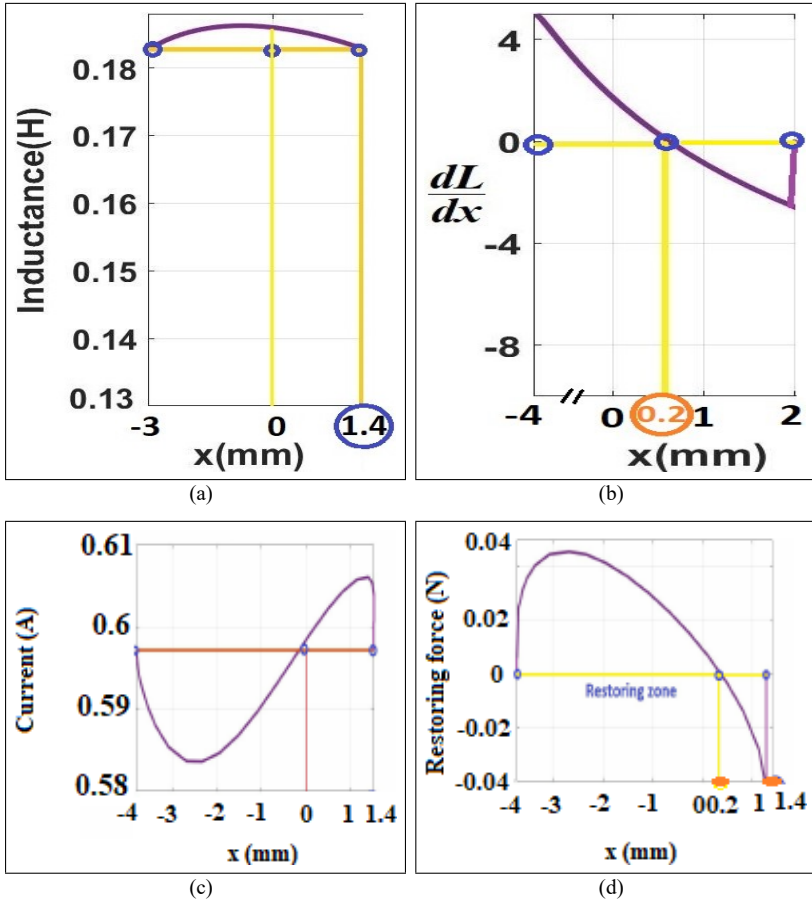 0.18
0.17
0.16
0.15
0.14
0.13
Inductance(H)
-3 0 1.4
x(mm)
(a)
4
0
-4
-8
dL
dx
-4 0 0.2 1 2
x(mm)
(b)
0.61
0.6
0.59
0.58
Current (A)
-4 -3 -2 -1 0 1 1.4
x (mm)
(c)
0.04
0.02
0
-0.02
-0.04
Restoring force (N)
Restoring zone
-4 -3 -2 -1 00.2 1 1.4
x (mm)
(d)